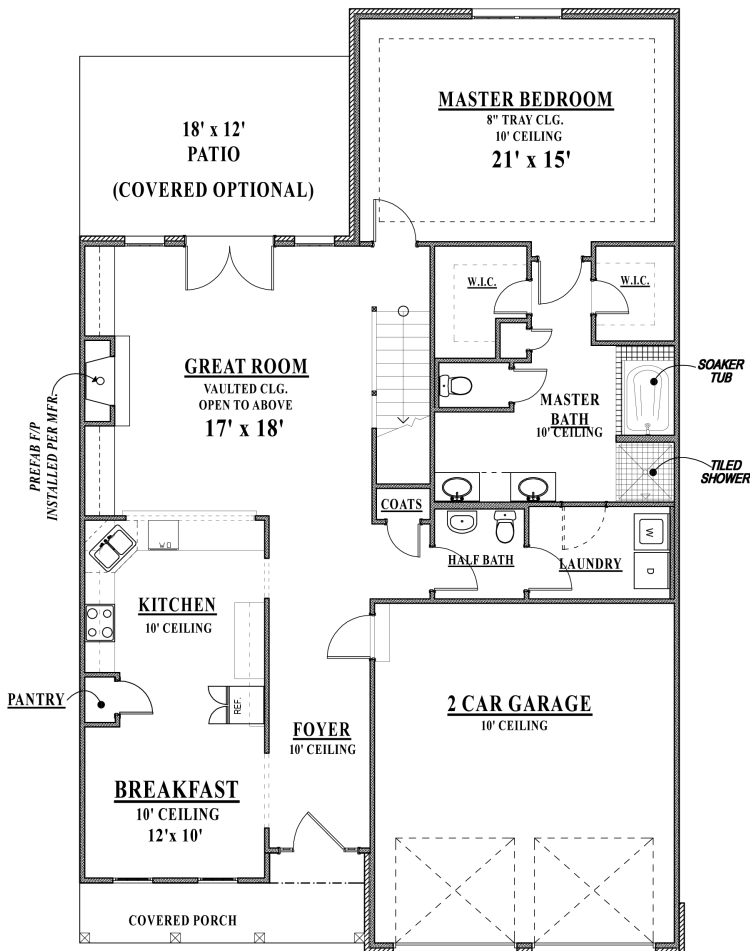 MASTER BEDROOM
8" TRAY CLG.
10' CEILING
21' x 15'
18' x 12'
PATIO
(COVERED OPTIONAL)
W.I.C.
W.I.C.
GREAT ROOM
VAULTED CLG.
OPEN TO ABOVE
17' x 18'
PREFAB F/P
INSTALLED PER MFR.
SOAKER
TUB
MASTER
BATH
10' CEILING
TILED
SHOWER
COATS
HALF BATH
LAUNDRY
W
D
KITCHEN
10' CEILING
PANTRY
REF.
FOYER
10' CEILING
2 CAR GARAGE
10' CEILING
BREAKFAST
10' CEILING
12'x 10'
COVERED PORCH